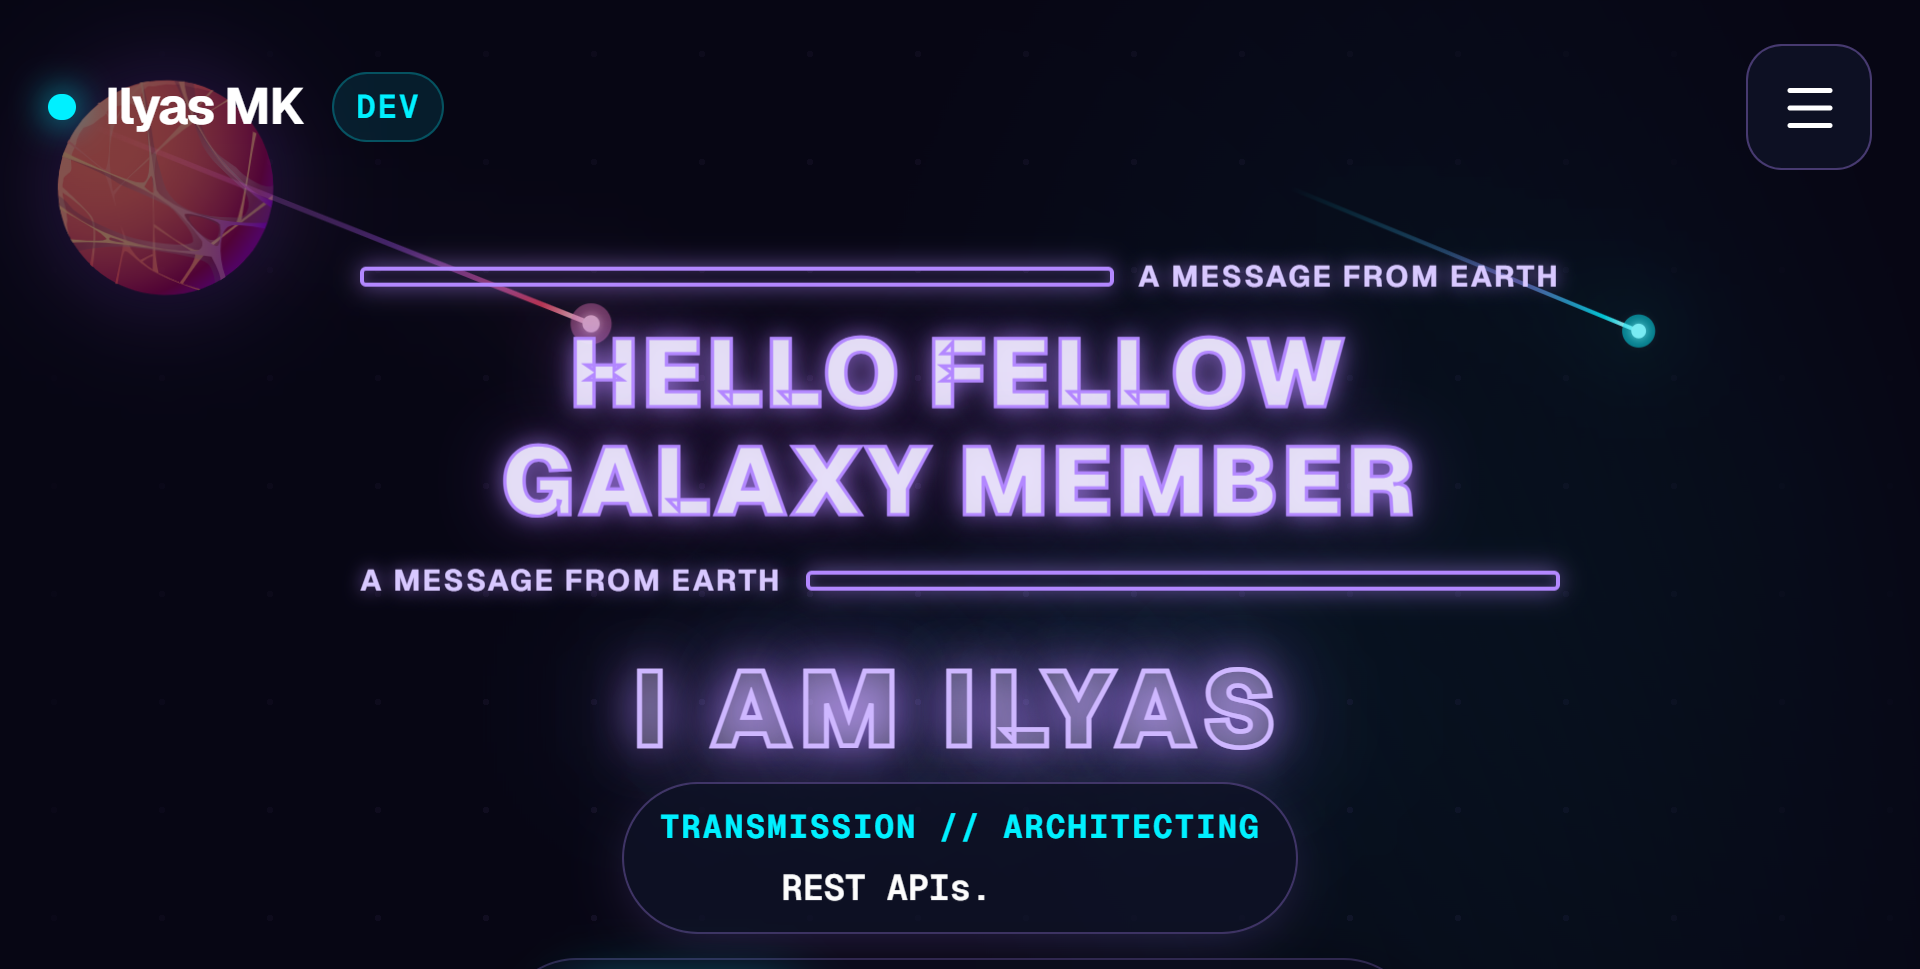 Ilyas MK DEV
A MESSAGE FROM EARTH
HELLO FELLOW
GALAXY MEMBER
A MESSAGE FROM EARTH
I AM ILYAS
TRANSMISSION // ARCHITECTING
REST APIs.